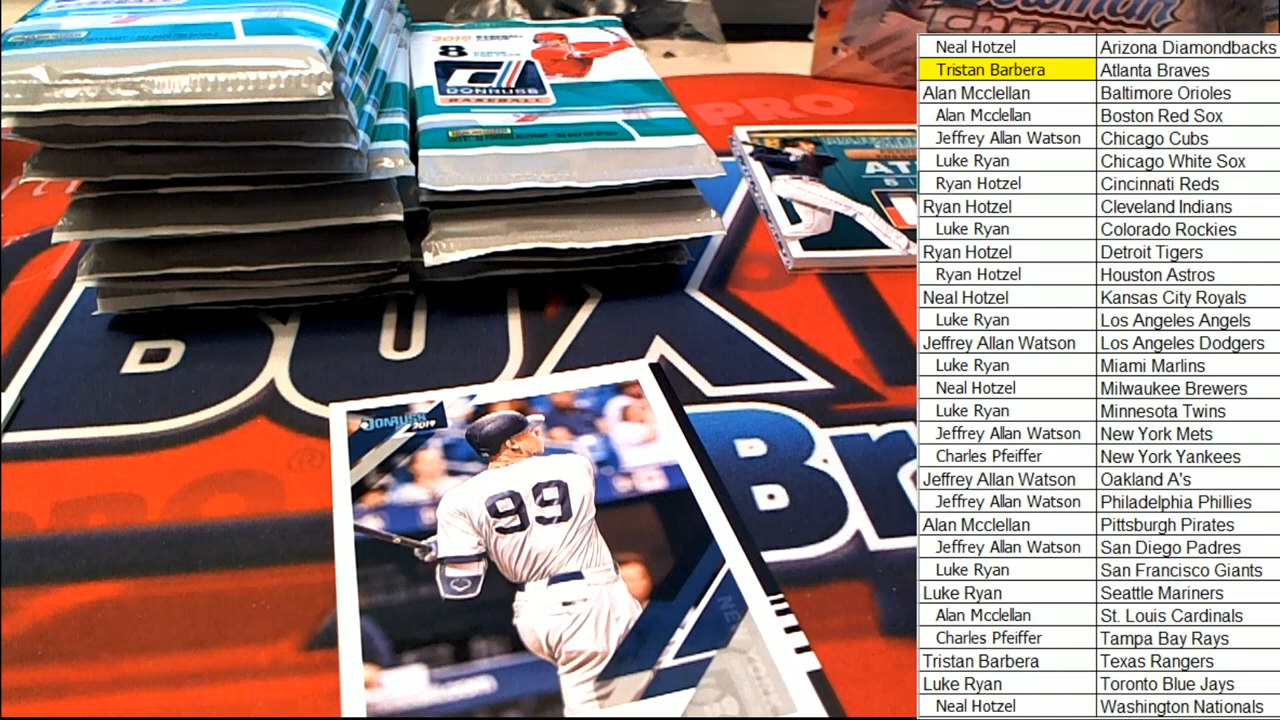 2019 BASEBALL
8
DONRUSS
BASEBALL
PRO
D
DONRUSS
2019
99
NE
Br
Neal Hotzel Arizona Diamondbacks
Tristan Barbera Atlanta Braves
Alan Mcclellan Baltimore Orioles
Alan Mcclellan Boston Red Sox
Jeffrey Allan Watson Chicago Cubs
Luke Ryan Chicago White Sox
Ryan Hotzel Cincinnati Reds
Ryan Hotzel Cleveland Indians
Luke Ryan Colorado Rockies
Ryan Hotzel Detroit Tigers
Ryan Hotzel Houston Astros
Neal Hotzel Kansas City Royals
Luke Ryan Los Angeles Angels
Jeffrey Allan Watson Los Angeles Dodgers
Luke Ryan Miami Marlins
Neal Hotzel Milwaukee Brewers
Luke Ryan Minnesota Twins
Jeffrey Allan Watson New York Mets
Charles Pfeiffer New York Yankees
Jeffrey Allan Watson Oakland A's
Jeffrey Allan Watson Philadelphia Phillies
Alan Mcclellan Pittsburgh Pirates
Jeffrey Allan Watson San Diego Padres
Luke Ryan San Francisco Giants
Luke Ryan Seattle Mariners
Alan Mcclellan St. Louis Cardinals
Charles Pfeiffer Tampa Bay Rays
Tristan Barbera Texas Rangers
Luke Ryan Toronto Blue Jays
Neal Hotzel Washington Nationals